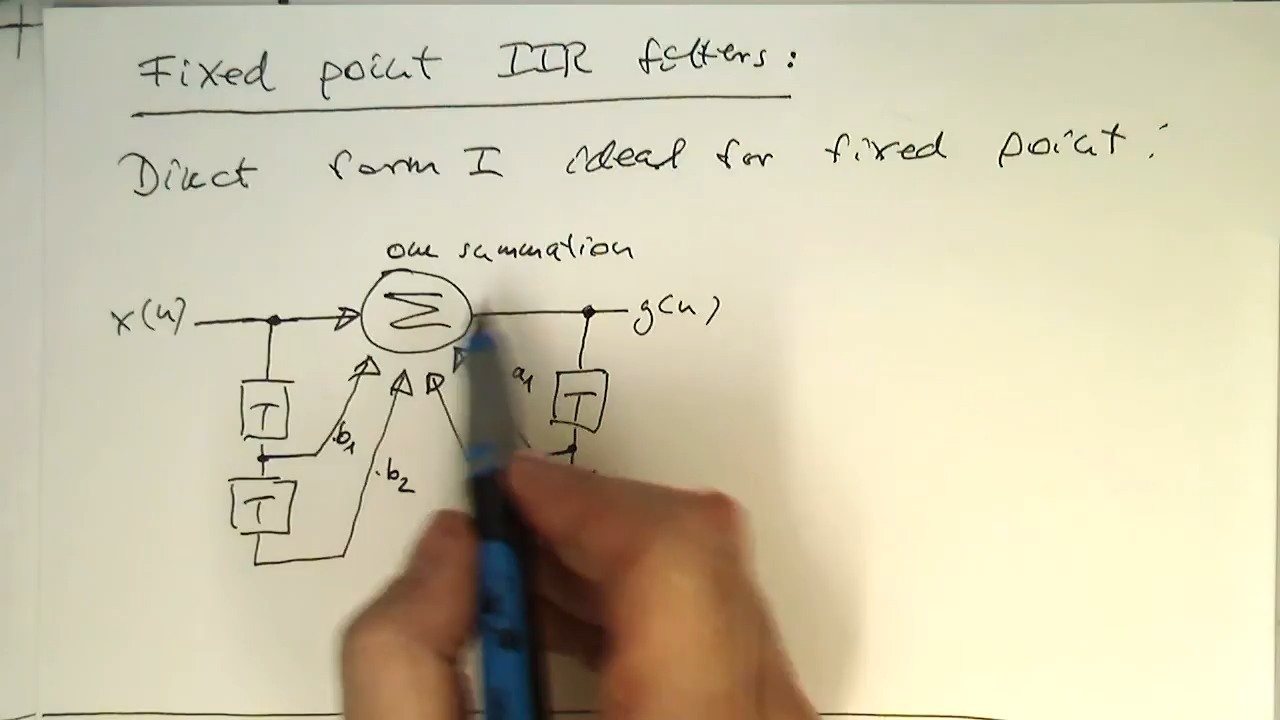 Fixed point IIR filters:
Direct form I ideal for fixed point:
one summation
x(n) Σ y(n)
T a1 T
.b1
.b2
T